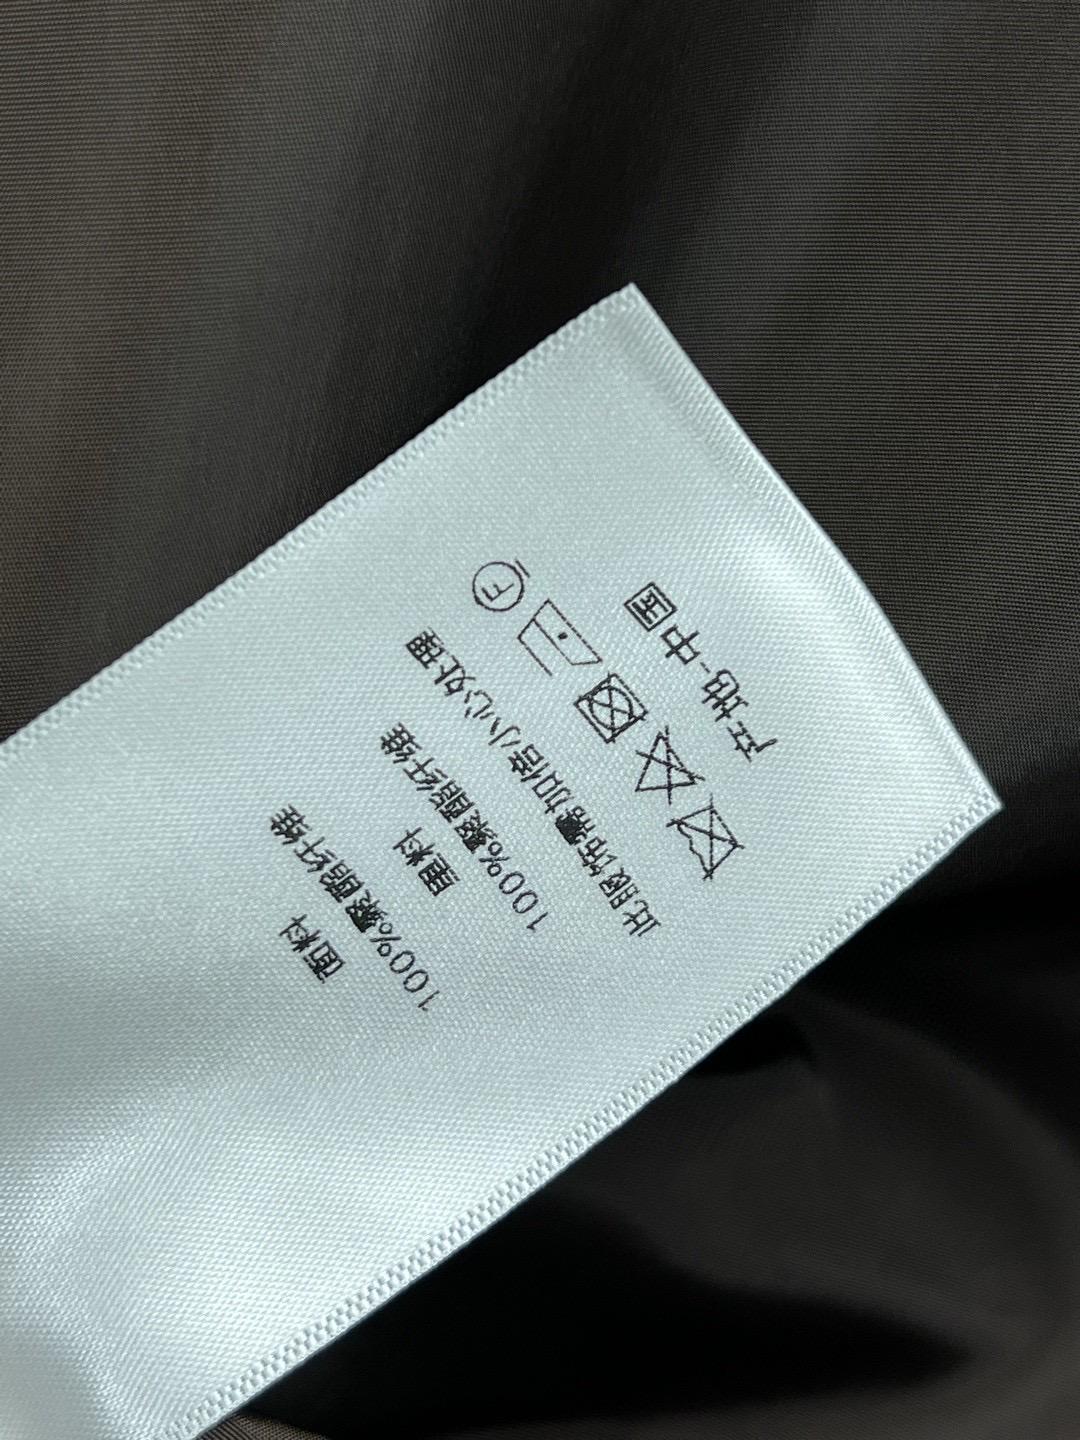 面料
100%聚酯纤维
里料
100%聚酯纤维
此服饰需加倍小心处理
F
产地-中国